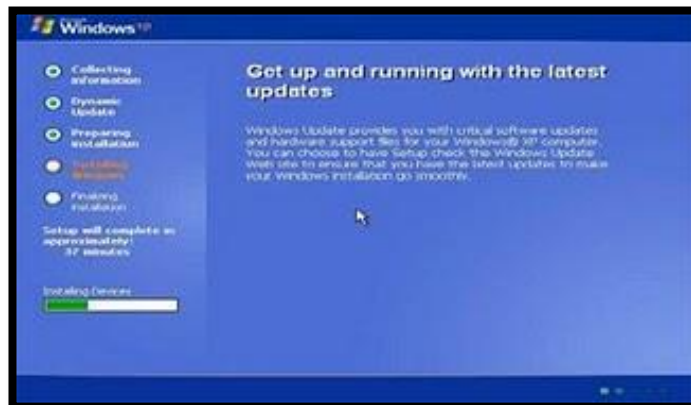 Windows xp
Collecting
information
Dynamic
Update
Preparing
installation
Installing
Windows
Finalizing
installation
Setup will complete in
approximately:
37 minutes
Installing Devices
Get up and running with the latest
updates
Windows Update provides you with critical software updates
and hardware support files for your Windows® XP computer.
You can choose to have Setup check the Windows Update
Web site to ensure that you have the latest updates to make
your Windows installation go smoothly.